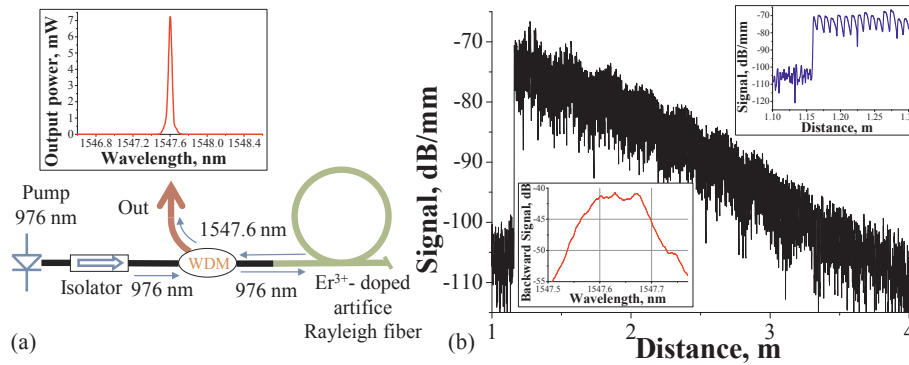 Output power, mW
7
6
5
4
3
2
1
0
1546.8 1547.2 1547.6 1548.0 1548.4
Wavelength, nm
Pump
976 nm
Out
1547.6 nm
WDM
Isolator
976 nm
976 nm
Er³⁺- doped
artifice
Rayleigh fiber
(a)
Signal, dB/mm
-70
-80
-90
-100
-110
1 2 3 4
Distance, m
(b)
Signal, dB/mm
-70
-80
-90
-100
-110
-120
1.10 1.15 1.20 1.25 1.3
Distance, m
Backward Signal, dB
-40
-45
-50
-55
1547.5 1547.6 1547.7
Wavelength, nm